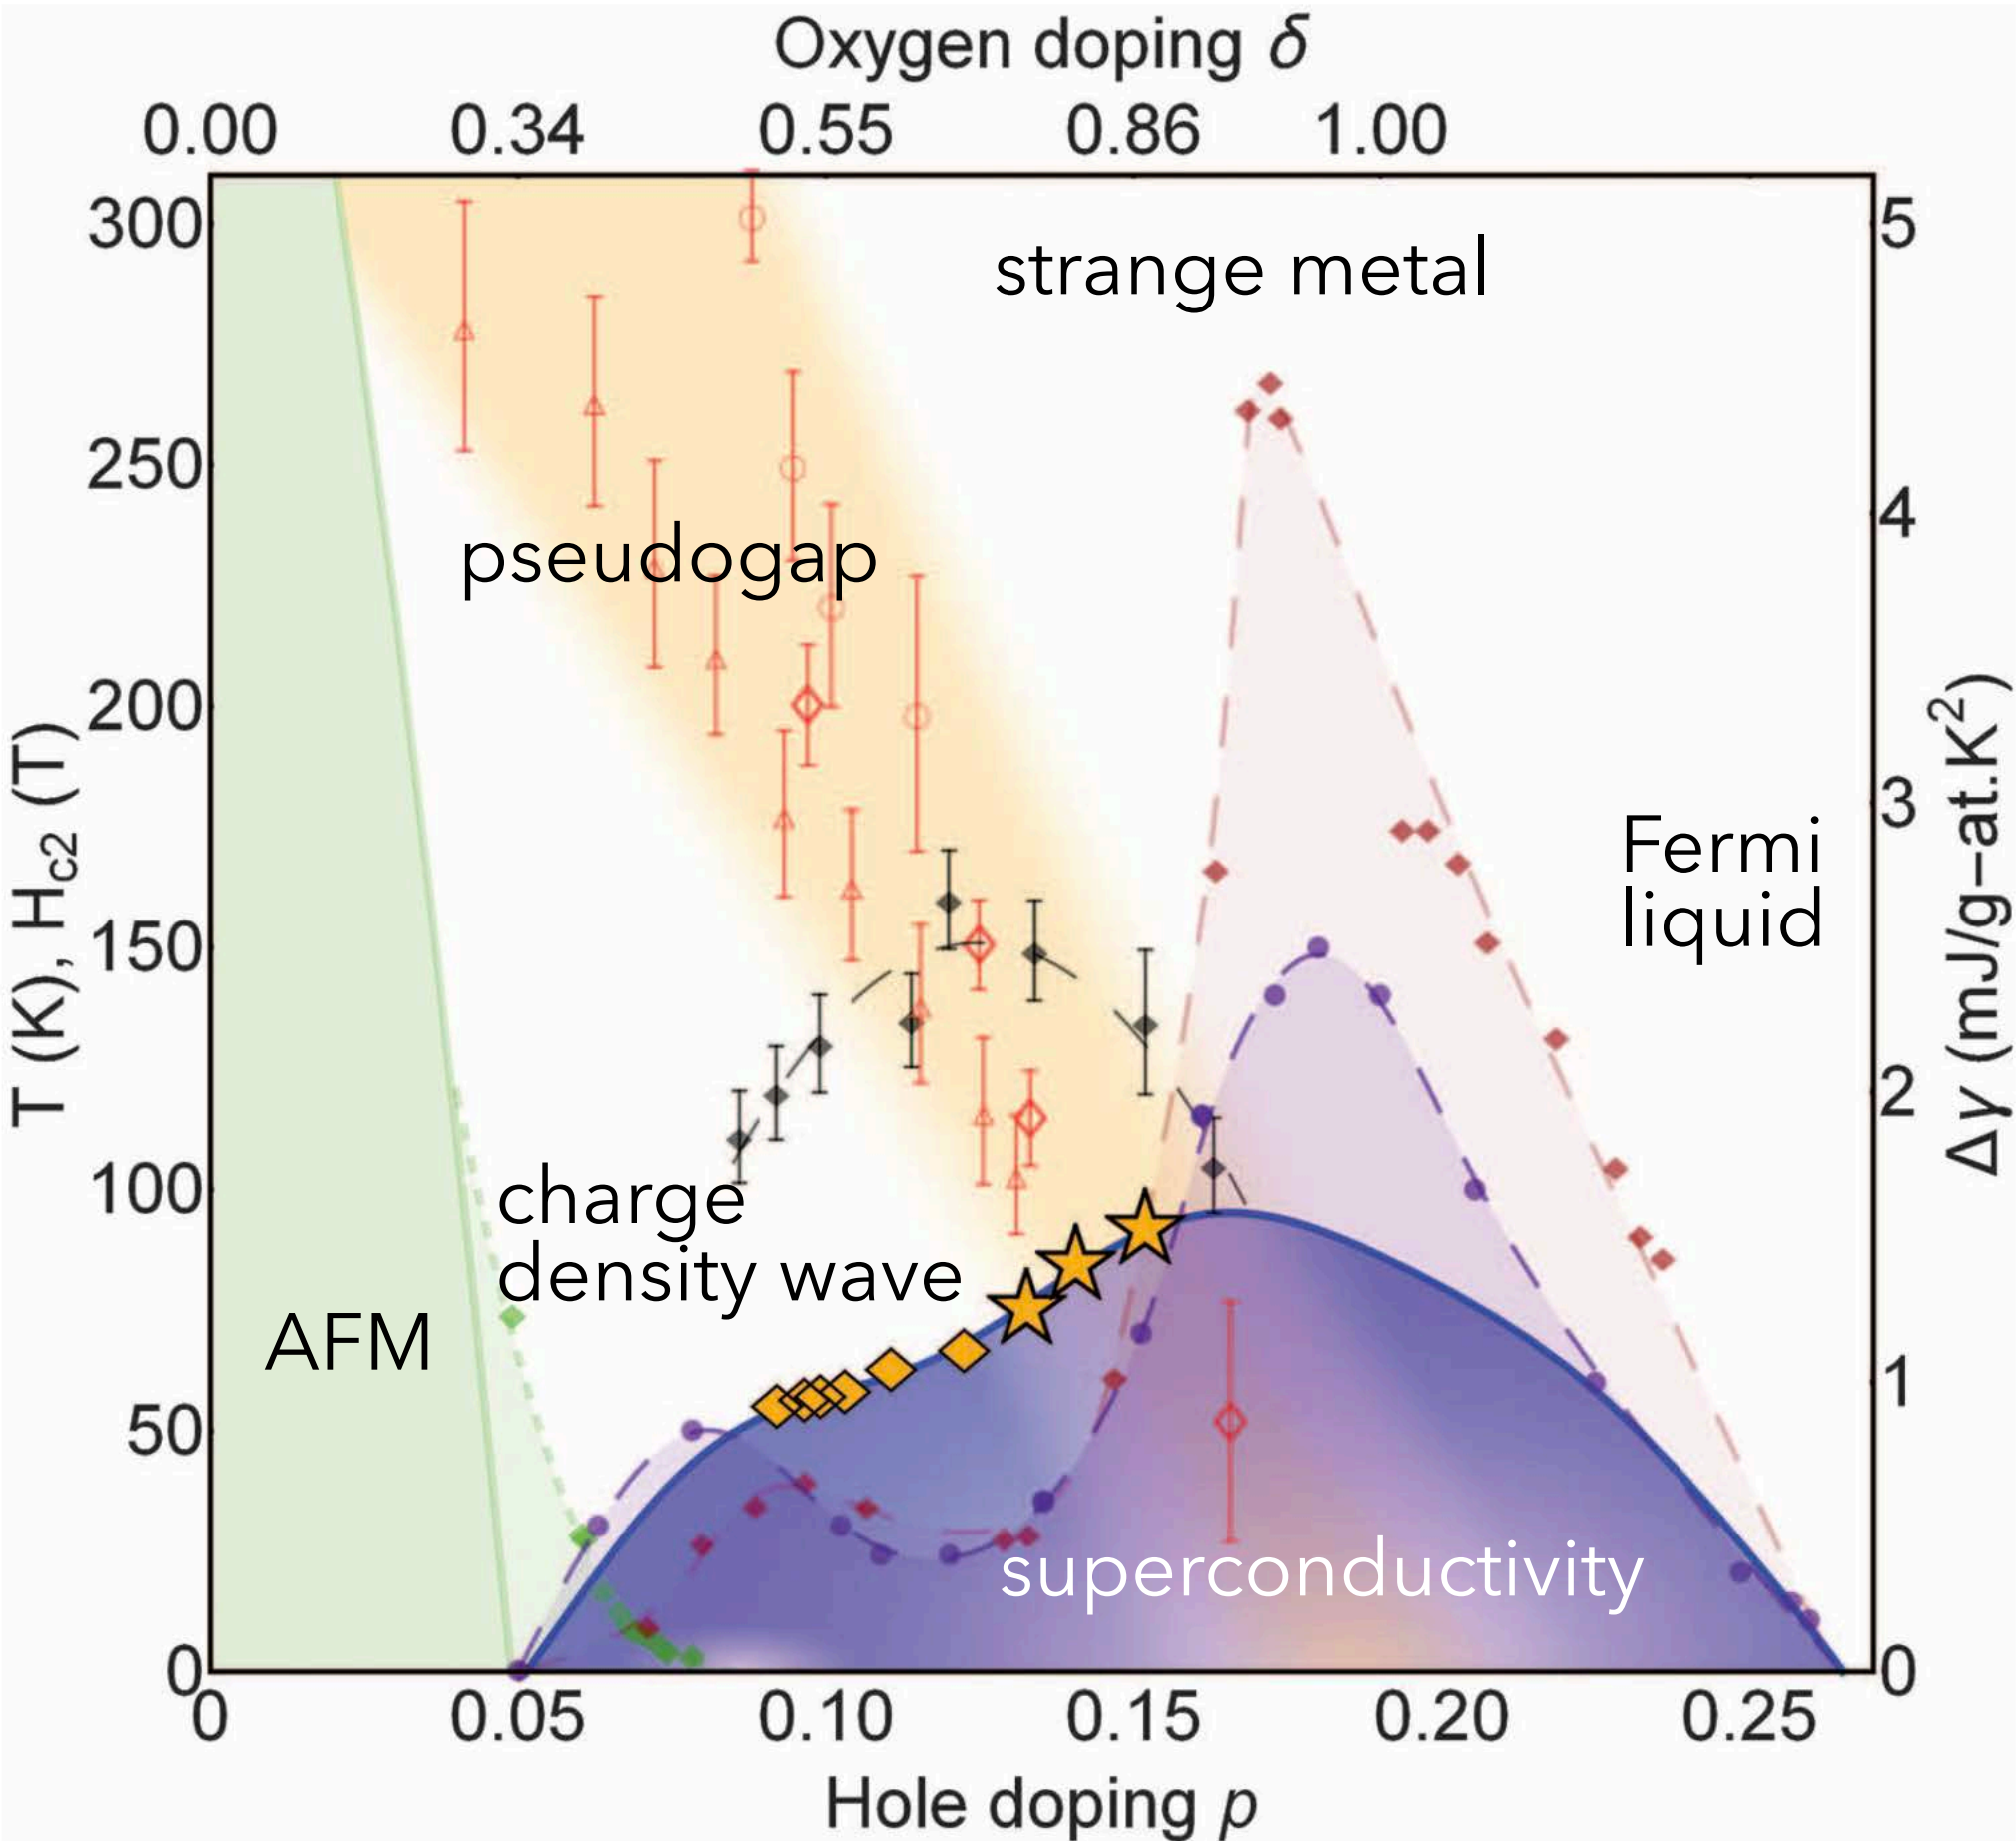 Oxygen doping δ
0.00 0.34 0.55 0.86 1.00
300
250
200
150
100
50
0
T (K), Hc2 (T)
strange metal
pseudogap
Fermi
liquid
charge
density wave
AFM
superconductivity
5
4
3
2
1
0
Δγ (mJ/g–at.K²)
0 0.05 0.10 0.15 0.20 0.25
Hole doping p